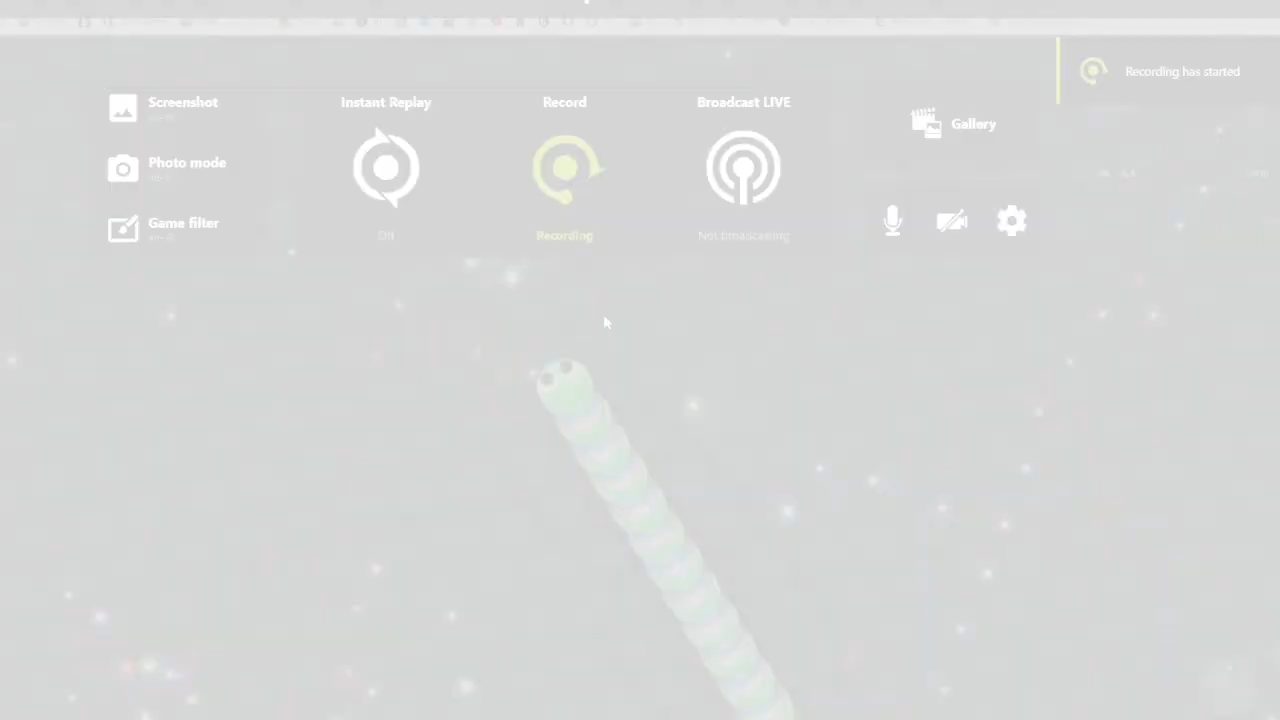 Recording has started
Screenshot
Instant Replay
Record
Broadcast LIVE
Gallery
Photo mode
Game filter
Off
Recording
Not broadcasting